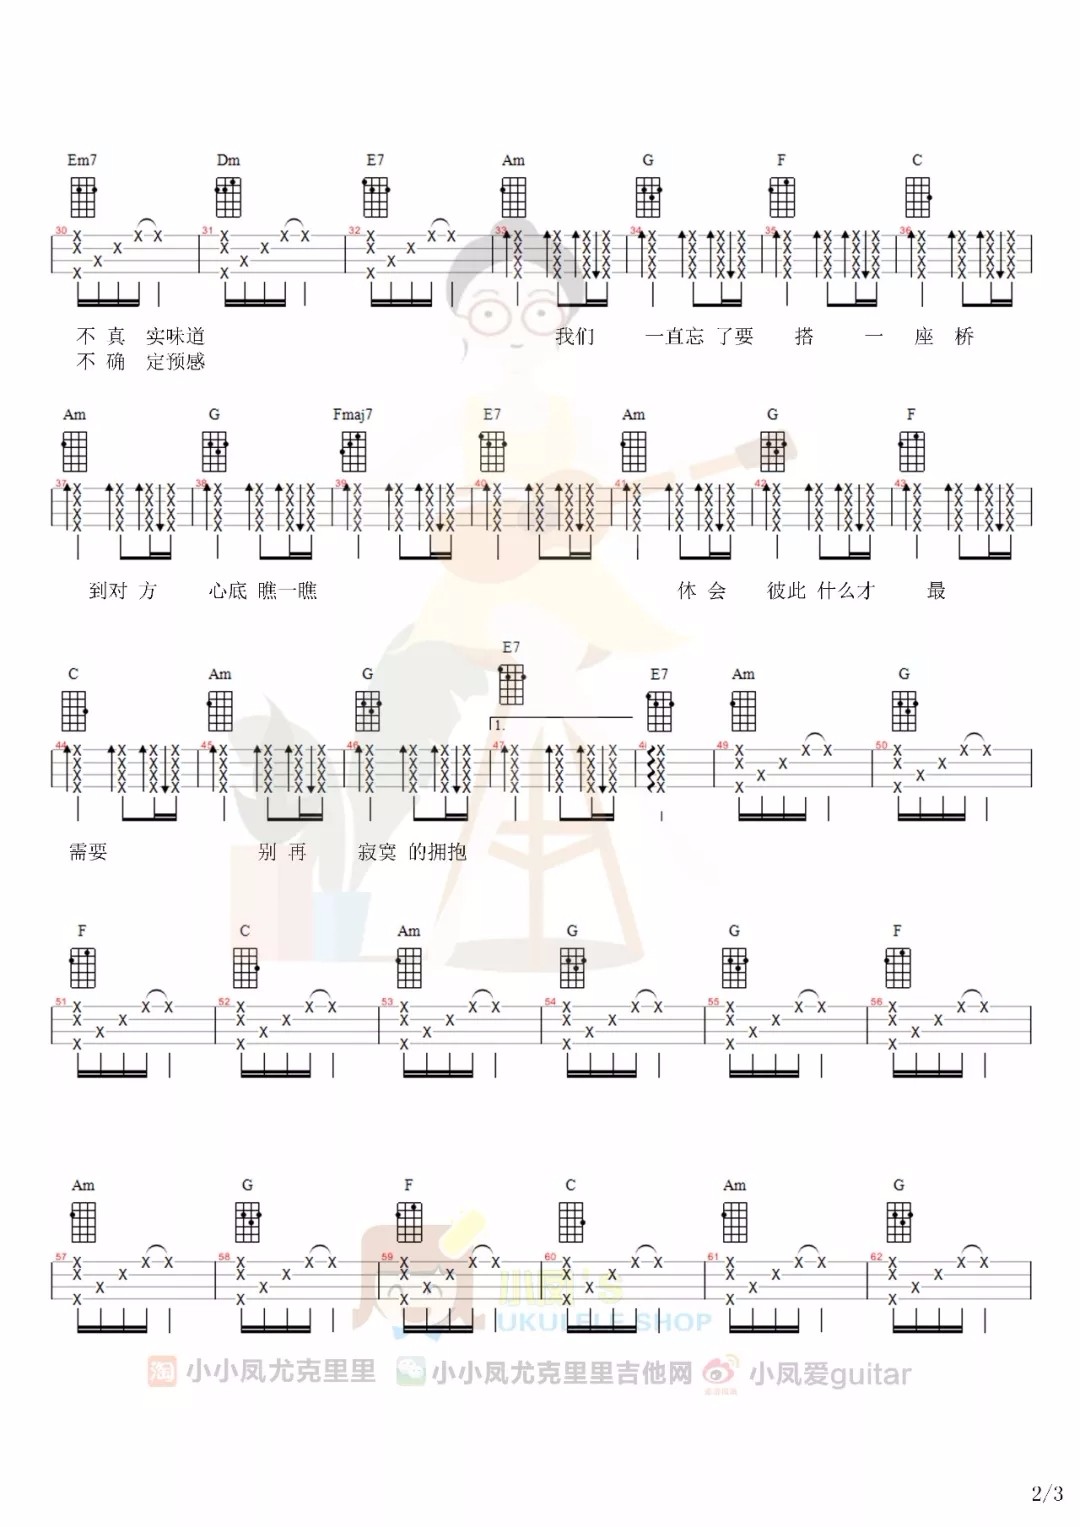 Em7 Dm E7 Am G F C
30 31 32 33 34 35 36
不 真 实味道 我们 一直忘 了要 搭 一 座 桥
不 确 定预感
Am G Fmaj7 E7 Am G F
37 38 39 40 41 42 43
到对 方 心底 瞧一瞧 体 会 彼此 什么才 最
C Am G E7 E7 Am G
1.
44 45 46 47 49 50
需要 别 再 寂寞 的拥抱
F C Am G G F
51 52 53 54 55 56
Am G F C Am G
57 58 59 60 61 62
小凤's
UKULELE SHOP
淘 小小凤尤克里里 小小凤尤克里里吉他网 小凤爱guitar
2/3